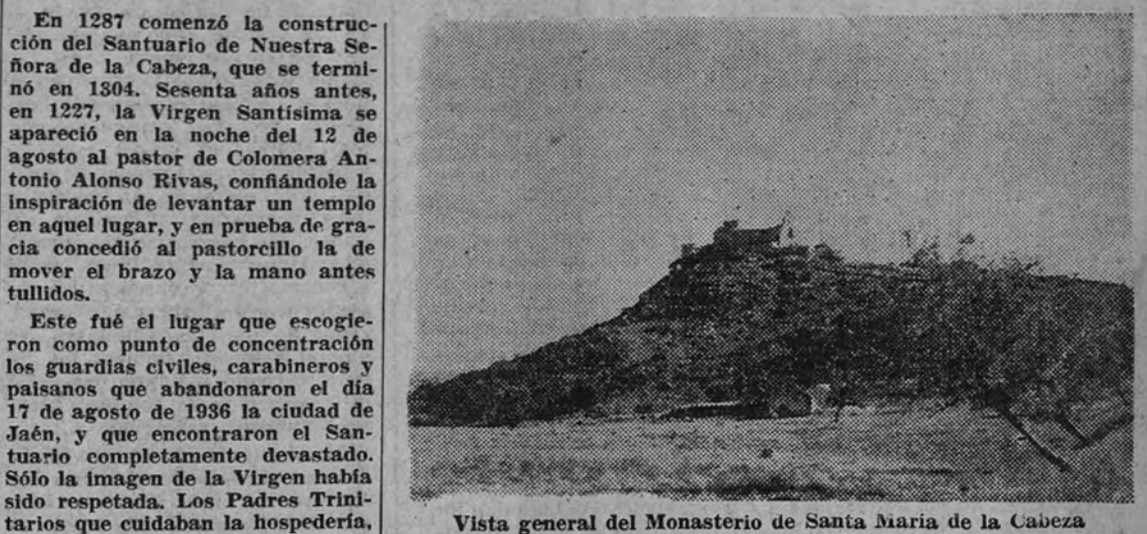 En 1287 comenzó la construc-
ción del Santuario de Nuestra Se-
ñora de la Cabeza, que se termi-
nó en 1304. Sesenta años antes,
en 1227, la Virgen Santísima se
apareció en la noche del 12 de
agosto al pastor de Colomera An-
tonio Alonso Rivas, confiándole la
inspiración de levantar un templo
en aquel lugar, y en prueba de gra-
cia concedió al pastorcillo la de
mover el brazo y la mano antes
tullidos.
Este fué el lugar que escogie-
ron como punto de concentración
los guardias civiles, carabineros y
paisanos que abandonaron el día
17 de agosto de 1936 la ciudad de
Jaén, y que encontraron el San-
tuario completamente devastado.
Sólo la imagen de la Virgen había
sido respetada. Los Padres Trini-
tarios que cuidaban la hospedería,
Vista general del Monasterio de Santa María de la Cabeza